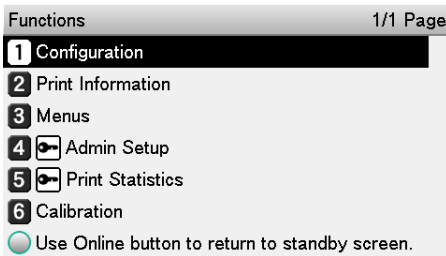 Functions 1/1 Page
1 Configuration
2 Print Information
3 Menus
4 Admin Setup
5 Print Statistics
6 Calibration
Use Online button to return to standby screen.